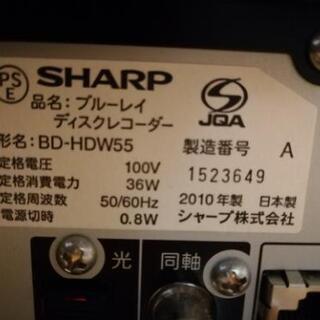 PS
E
SHARP
JQA
品名:ブルーレイ
ディスクレコーダー
形名:BD-HDW55
製造番号 A
定格電圧 100V
1523649
定格消費電力 36W
定格周波数 50/60Hz
2010年製 日本製
電源切時 0.8W
シャープ株式会社
光
同軸